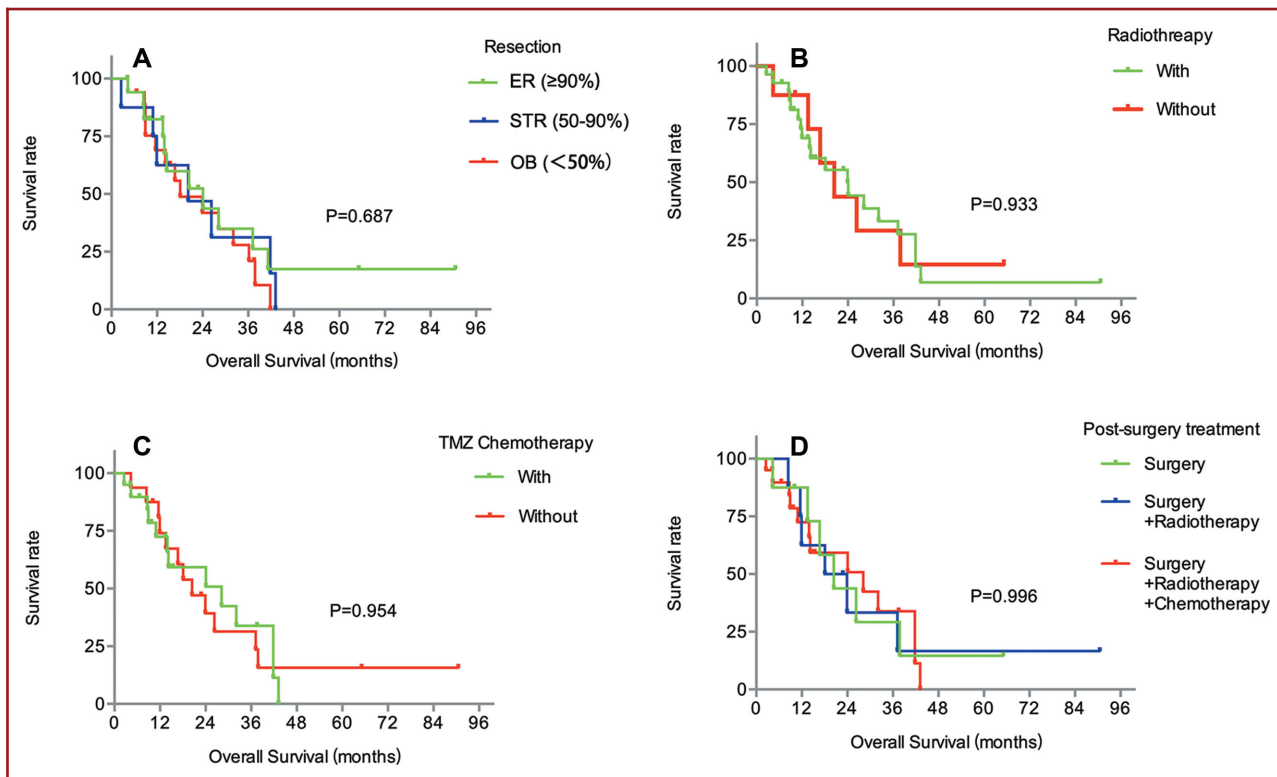 A
Resection
ER (≥90%)
STR (50-90%)
OB (<50%)
P=0.687
Survival rate
100
75
50
25
0
0 12 24 36 48 60 72 84 96
Overall Survival (months)
B
Radiothreapy
With
Without
P=0.933
Survival rate
100
75
50
25
0
0 12 24 36 48 60 72 84 96
Overall Survival (months)
C
TMZ Chemotherapy
With
Without
P=0.954
Survival rate
100
75
50
25
0
0 12 24 36 48 60 72 84 96
Overall Survival (months)
D
Post-surgery treatment
Surgery
Surgery
+Radiotherapy
Surgery
+Radiotherapy
+Chemotherapy
P=0.996
Survival rate
100
75
50
25
0
0 12 24 36 48 60 72 84 96
Overall Survival (months)